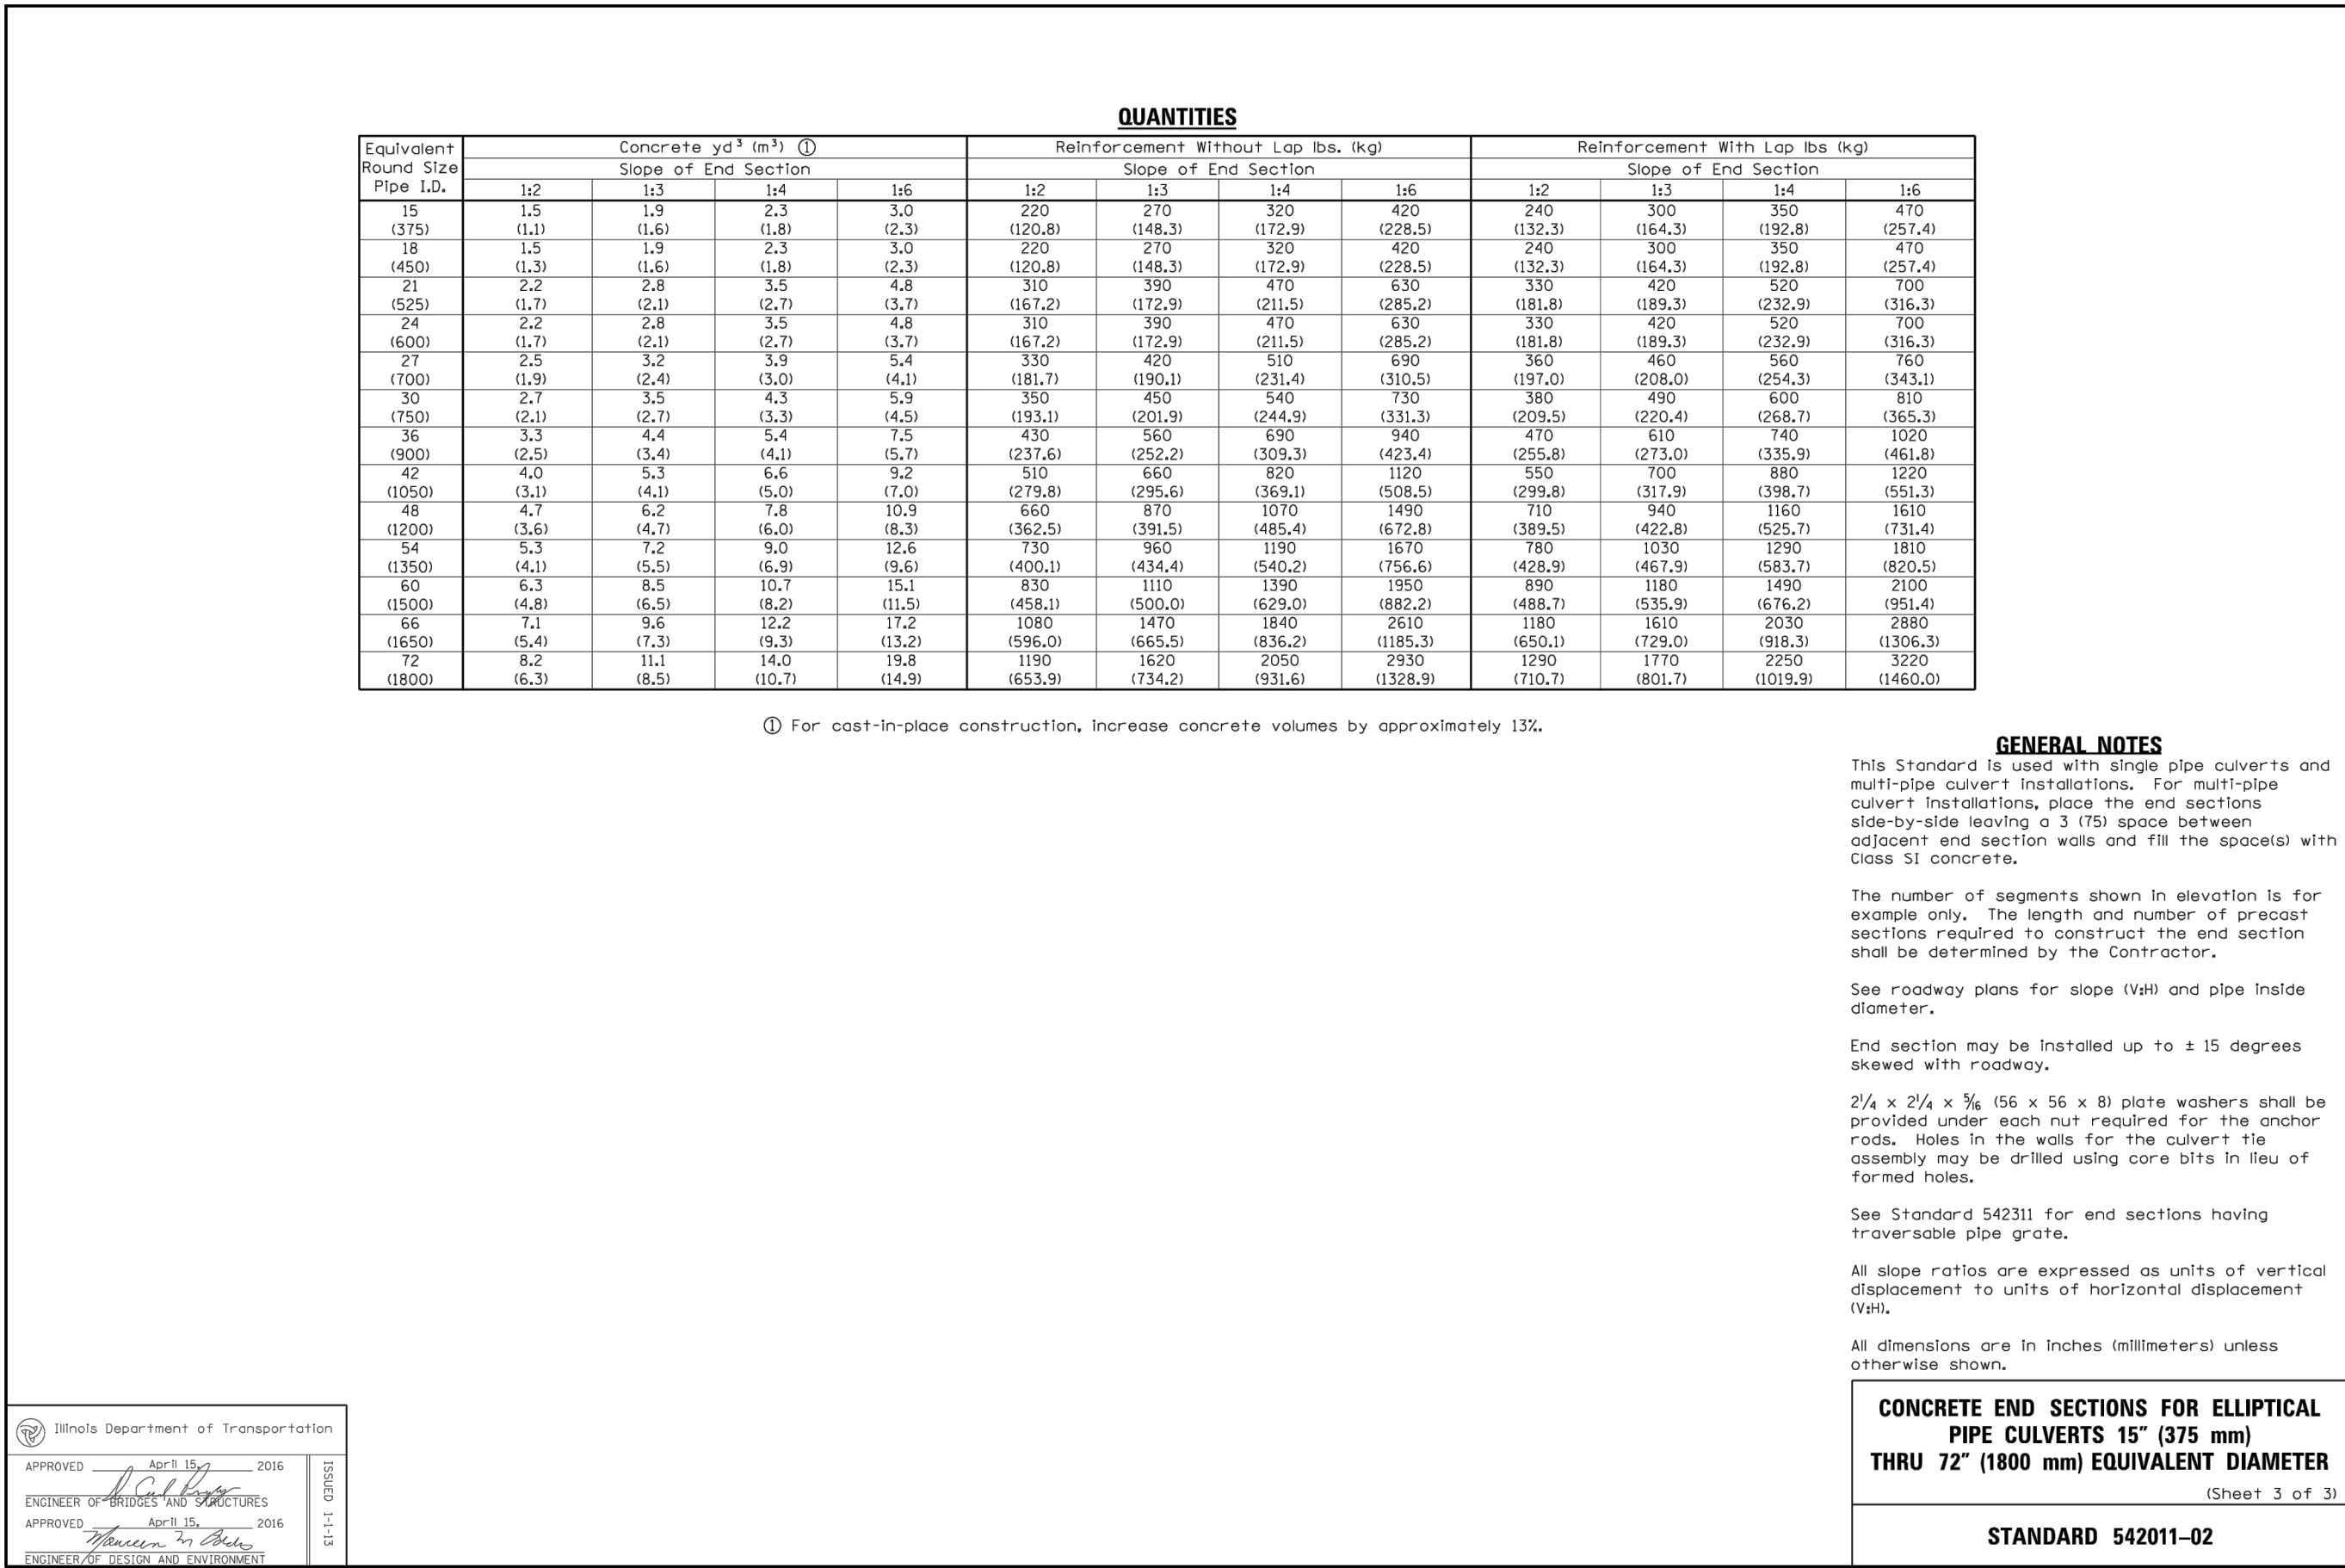 QUANTITIES
Equivalent Round Size Pipe I.D. | Concrete yd³ (m³) ① | Reinforcement Without Lap lbs. (kg) | Reinforcement With Lap lbs (kg)
Slope of End Section | Slope of End Section | Slope of End Section
1:2 1:3 1:4 1:6 1:2 1:3 1:4 1:6 1:2 1:3 1:4 1:6
15 1.5 1.9 2.3 3.0 220 270 320 420 240 300 350 470
(375) (1.1) (1.6) (1.8) (2.3) (120.8) (148.3) (172.9) (228.5) (132.3) (164.3) (192.8) (257.4)
18 1.5 1.9 2.3 3.0 220 270 320 420 240 300 350 470
(450) (1.3) (1.6) (1.8) (2.3) (120.8) (148.3) (172.9) (228.5) (132.3) (164.3) (192.8) (257.4)
21 2.2 2.8 3.5 4.8 310 390 470 630 330 420 520 700
(525) (1.7) (2.1) (2.7) (3.7) (167.2) (172.9) (211.5) (285.2) (181.8) (189.3) (232.9) (316.3)
24 2.2 2.8 3.5 4.8 310 390 470 630 330 420 520 700
(600) (1.7) (2.1) (2.7) (3.7) (167.2) (172.9) (211.5) (285.2) (181.8) (189.3) (232.9) (316.3)
27 2.5 3.2 3.9 5.4 330 420 510 690 360 460 560 760
(700) (1.9) (2.4) (3.0) (4.1) (181.7) (190.1) (231.4) (310.5) (197.0) (208.0) (254.3) (343.1)
30 2.7 3.5 4.3 5.9 350 450 540 730 380 490 600 810
(750) (2.1) (2.7) (3.3) (4.5) (193.1) (201.9) (244.9) (331.3) (209.5) (220.4) (268.7) (365.3)
36 3.3 4.4 5.4 7.5 430 560 690 940 470 610 740 1020
(900) (2.5) (3.4) (4.1) (5.7) (237.6) (252.2) (309.3) (423.4) (255.8) (273.0) (335.9) (461.8)
42 4.0 5.3 6.6 9.2 510 660 820 1120 550 700 880 1220
(1050) (3.1) (4.1) (5.0) (7.0) (279.8) (295.6) (369.1) (508.5) (299.8) (317.9) (398.7) (551.3)
48 4.7 6.2 7.8 10.9 660 870 1070 1490 710 940 1160 1610
(1200) (3.6) (4.7) (6.0) (8.3) (362.5) (391.5) (485.4) (672.8) (389.5) (422.8) (525.7) (731.4)
54 5.3 7.2 9.0 12.6 730 960 1190 1670 780 1030 1290 1810
(1350) (4.1) (5.5) (6.9) (9.6) (400.1) (434.4) (540.2) (756.6) (428.9) (467.9) (583.7) (820.5)
60 6.3 8.5 10.7 15.1 830 1110 1390 1950 890 1180 1490 2100
(1500) (4.8) (6.5) (8.2) (11.5) (458.1) (500.0) (629.0) (882.2) (488.7) (535.9) (676.2) (951.4)
66 7.1 9.6 12.2 17.2 1080 1470 1840 2610 1180 1610 2030 2880
(1650) (5.4) (7.3) (9.3) (13.2) (596.0) (665.5) (836.2) (1185.3) (650.1) (729.0) (918.3) (1306.3)
72 8.2 11.1 14.0 19.8 1190 1620 2050 2930 1290 1770 2250 3220
(1800) (6.3) (8.5) (10.7) (14.9) (653.9) (734.2) (931.6) (1328.9) (710.7) (801.7) (1019.9) (1460.0)
① For cast-in-place construction, increase concrete volumes by approximately 13%.
GENERAL NOTES
This Standard is used with single pipe culverts and
multi-pipe culvert installations. For multi-pipe
culvert installations, place the end sections
side-by-side leaving a 3 (75) space between
adjacent end section walls and fill the space(s) with
Class SI concrete.
The number of segments shown in elevation is for
example only. The length and number of precast
sections required to construct the end section
shall be determined by the Contractor.
See roadway plans for slope (V:H) and pipe inside
diameter.
End section may be installed up to ± 15 degrees
skewed with roadway.
2 1/4 x 2 1/4 x 5/16 (56 x 56 x 8) plate washers shall be
provided under each nut required for the anchor
rods. Holes in the walls for the culvert tie
assembly may be drilled using core bits in lieu of
formed holes.
See Standard 542311 for end sections having
traversable pipe grate.
All slope ratios are expressed as units of vertical
displacement to units of horizontal displacement
(V:H).
All dimensions are in inches (millimeters) unless
otherwise shown.
Illinois Department of Transportation
APPROVED April 15, 2016
ENGINEER OF BRIDGES AND STRUCTURES
APPROVED April 15, 2016
ENGINEER OF DESIGN AND ENVIRONMENT
ISSUED 1-1-13
CONCRETE END SECTIONS FOR ELLIPTICAL
PIPE CULVERTS 15" (375 mm)
THRU 72" (1800 mm) EQUIVALENT DIAMETER
(Sheet 3 of 3)
STANDARD 542011–02